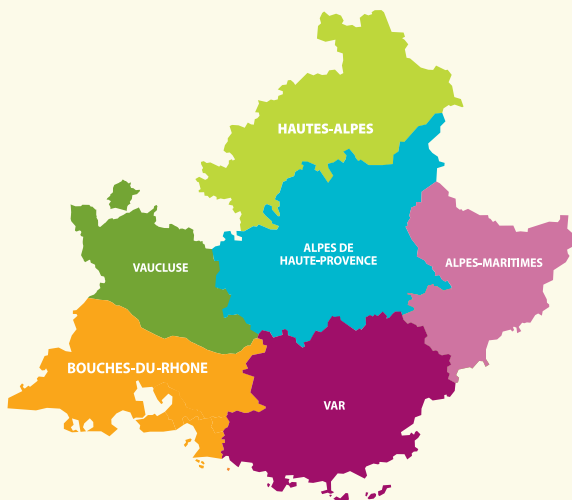 HAUTES-ALPES
ALPES DE
HAUTE-PROVENCE
ALPES-MARITIMES
VAUCLUSE
BOUCHES-DU-RHONE
VAR